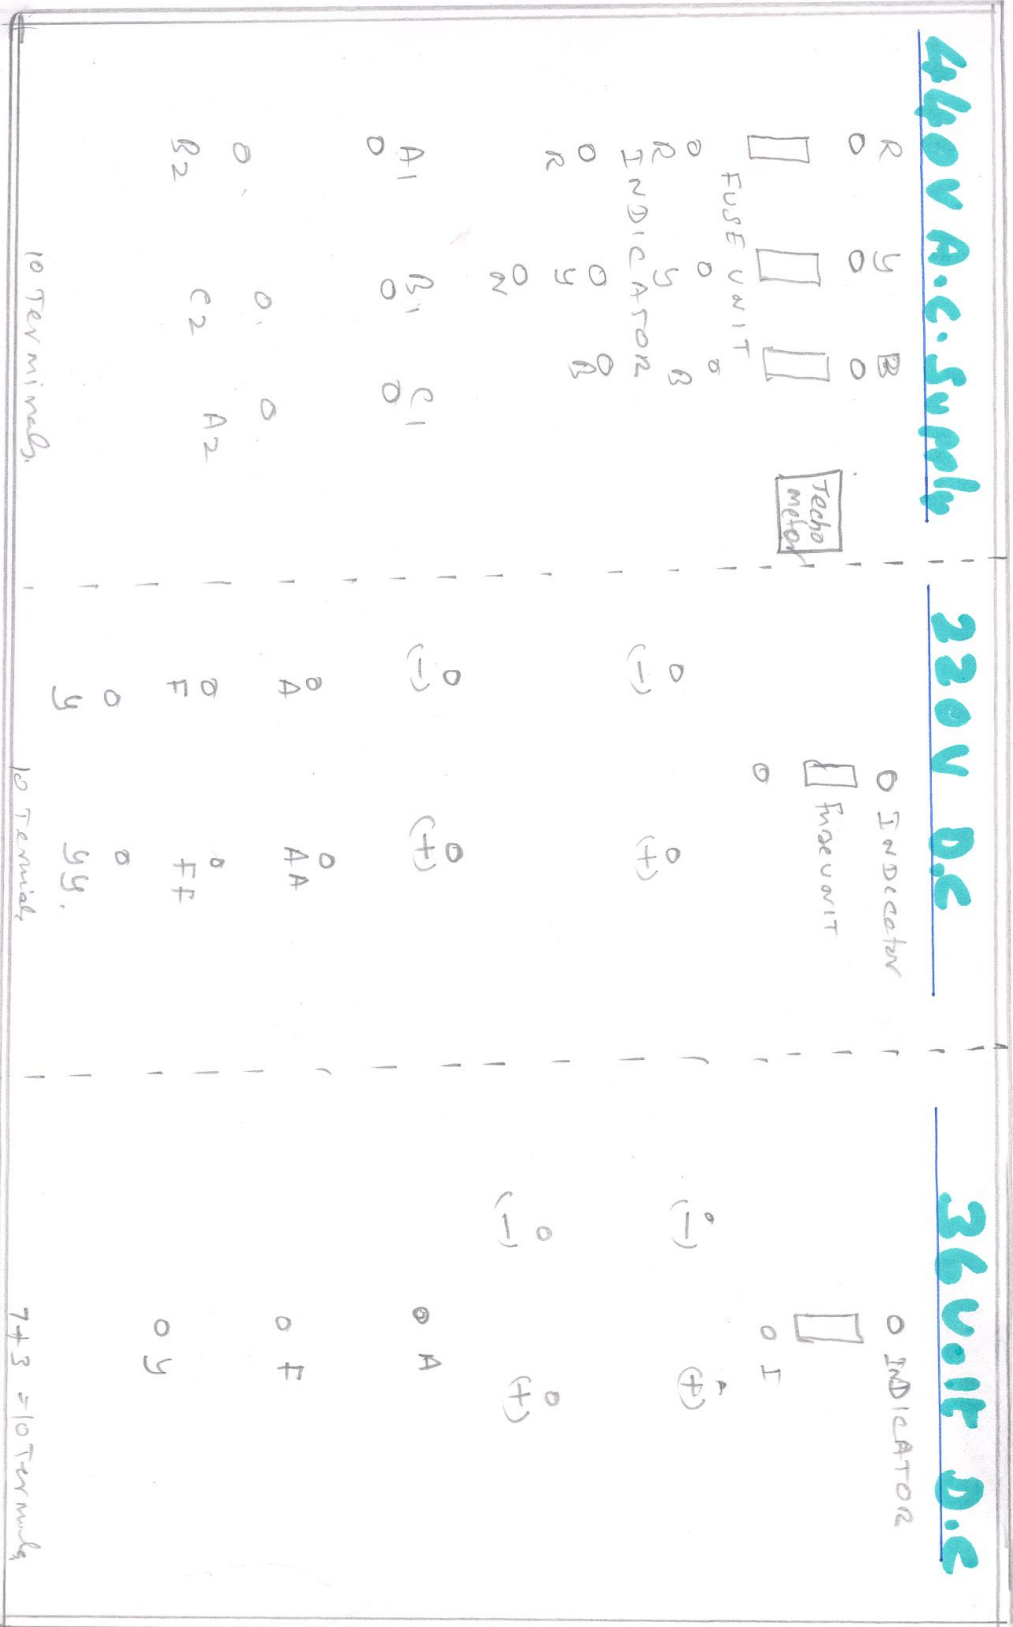 440V A.C. Supply
R Y B
FUSE UNIT
R Y B
INDICATOR
R Y B
N
A1 B1 C1
B2 C2 A2
10 Terminals.
Techo
meter
220V D.C
INDICATOR
FUSE UNIT
(-) (+)
(-) (+)
A AA
F FF
Y YY.
10 Terminals
36 Volt D.C
INDICATOR
I
(-) (+)
(-) (+)
A
F
Y
7+3 = 10 Terminals